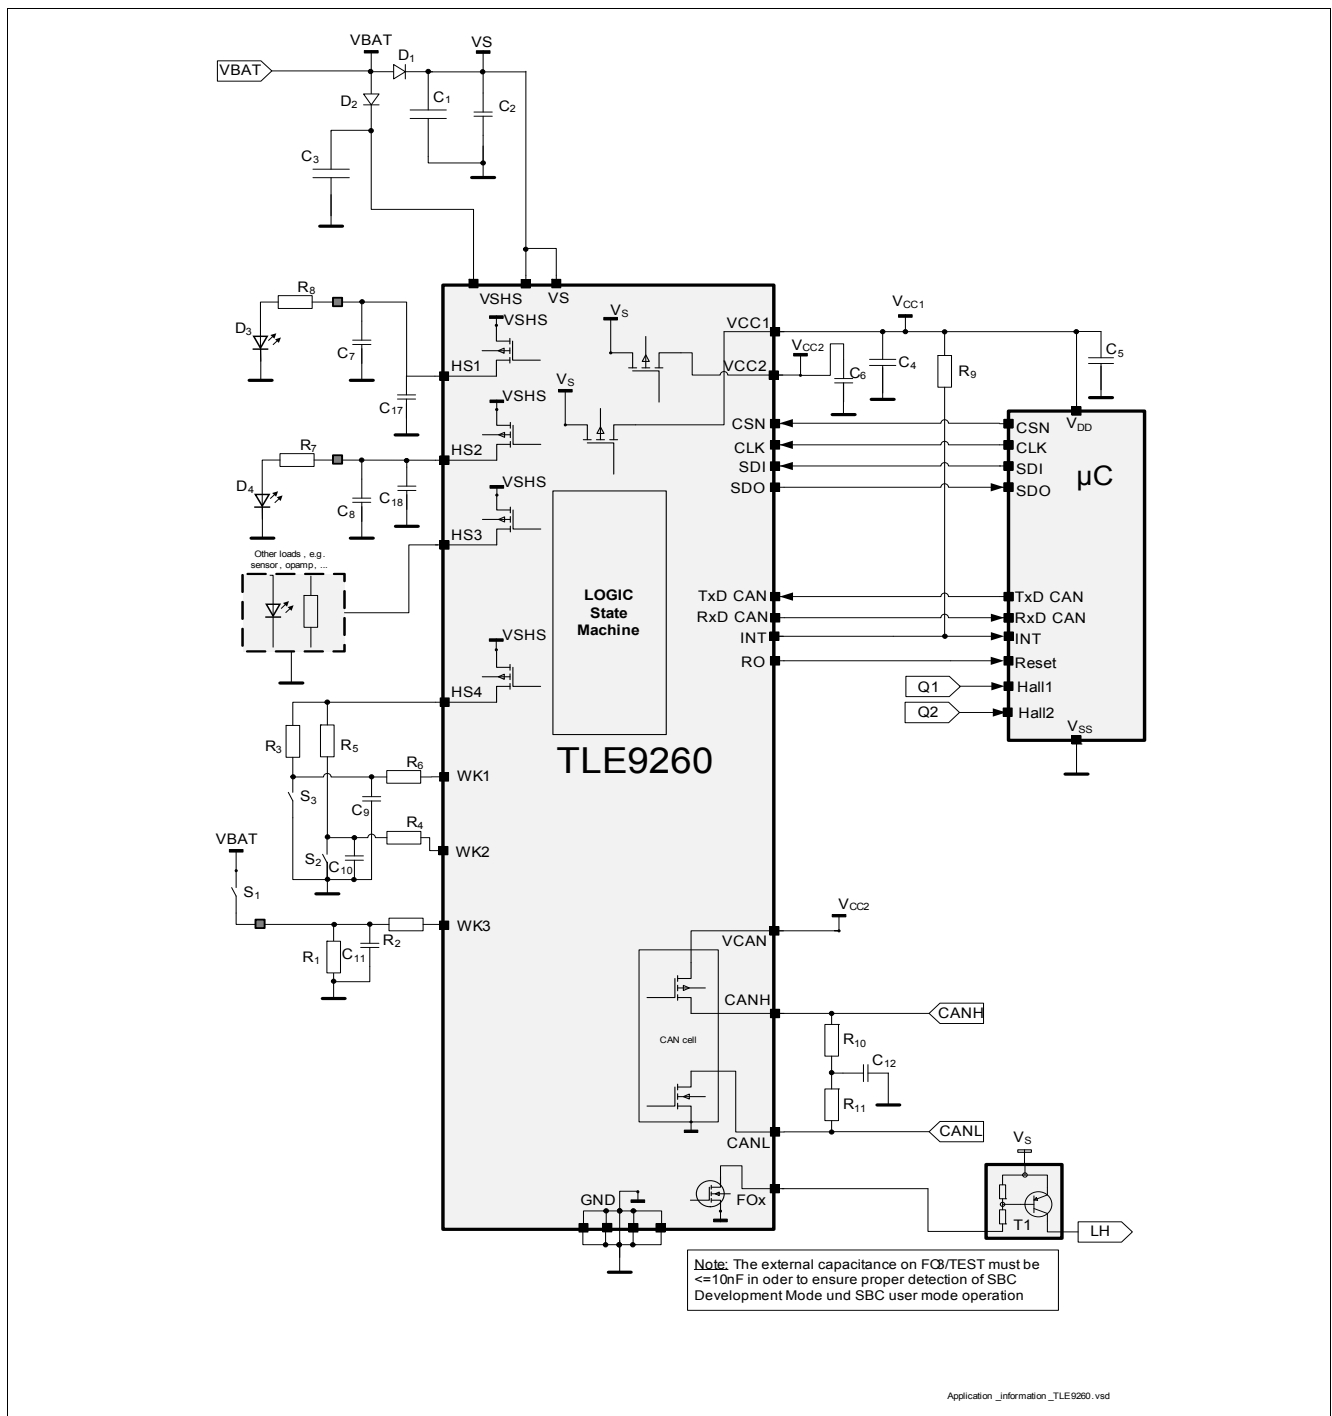 VBAT
VS
VBAT
D1
D2
C1
C2
C3
VSHS
VS
R8
D3
C7
HS1
C17
VSHS
VS
VS
VCC1
VCC2
VCC1
VCC2
C6
C4
R9
C5
R7
D4
C8
C18
HS2
VSHS
HS3
VSHS
Other loads , e.g.
sensor , opamp , ...
LOGIC
State
Machine
CSN
CLK
SDI
SDO
CSN
CLK
SDI
SDO
VDD
µC
TxD CAN
RxD CAN
INT
RO
TxD CAN
RxD CAN
INT
Reset
Q1
Hall1
Q2
Hall2
VSS
HS4
VSHS
R3
R5
TLE9260
R6
WK1
S3
C9
R4
WK2
S2
C10
VBAT
S1
R2
WK3
R1
C11
VCC2
VCAN
CAN cell
CANH
CANH
R10
C12
R11
CANL
CANL
VS
T1
LH
FOx
GND
Note: The external capacitance on FO3/TEST must be
<=10nF in oder to ensure proper detection of SBC
Development Mode und SBC user mode operation
Application _information _TLE9260.vsd